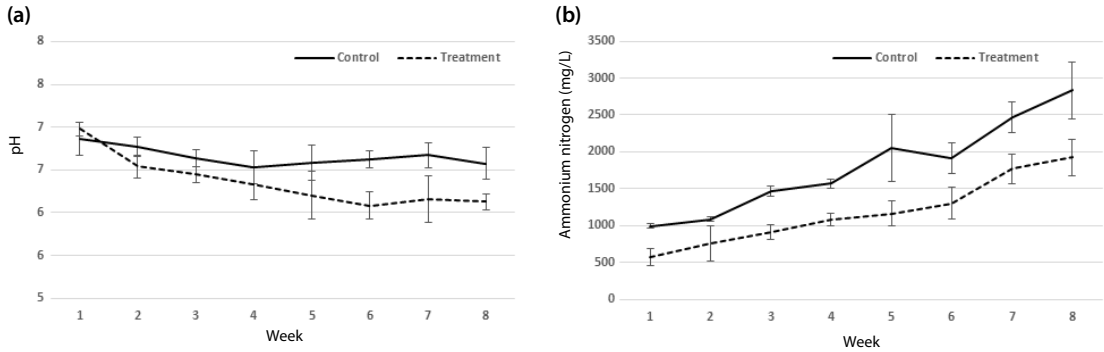 (a)
8
8
7
7
6
6
5
pH
Control
Treatment
1 2 3 4 5 6 7 8
Week
(b)
3500
3000
2500
2000
1500
1000
500
0
Ammonium nitrogen (mg/L)
Control
Treatment
1 2 3 4 5 6 7 8
Week